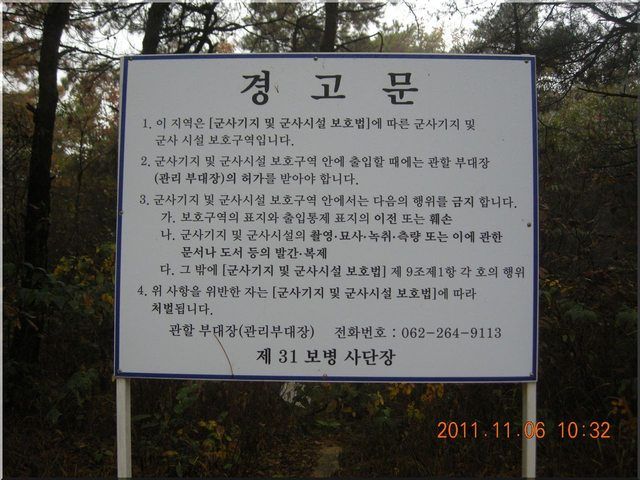 경고문
1. 이 지역은 [군사기지 및 군사시설 보호법]에 따른 군사기지 및
군사 시설 보호구역입니다.
2. 군사기지 및 군사시설 보호구역 안에 출입할 때에는 관할 부대장
(관리 부대장)의 허가를 받아야 합니다.
3. 군사기지 및 군사시설 보호구역 안에서는 다음의 행위를 금지 합니다.
가. 보호구역의 표지와 출입통제 표지의 이전 또는 훼손
나. 군사기지 및 군사시설의 촬영·묘사·녹취·측량 또는 이에 관한
문서나 도서 등의 발간·복제
다. 그 밖에 [군사기지 및 군사시설 보호법] 제 9조제1항 각 호의 행위
4. 위 사항을 위반한 자는 [군사기지 및 군사시설 보호법]에 따라
처벌됩니다.
관할 부대장(관리부대장) 전화번호 : 062-264-9113
제 31 보병 사단장
2011.11.06 10:32